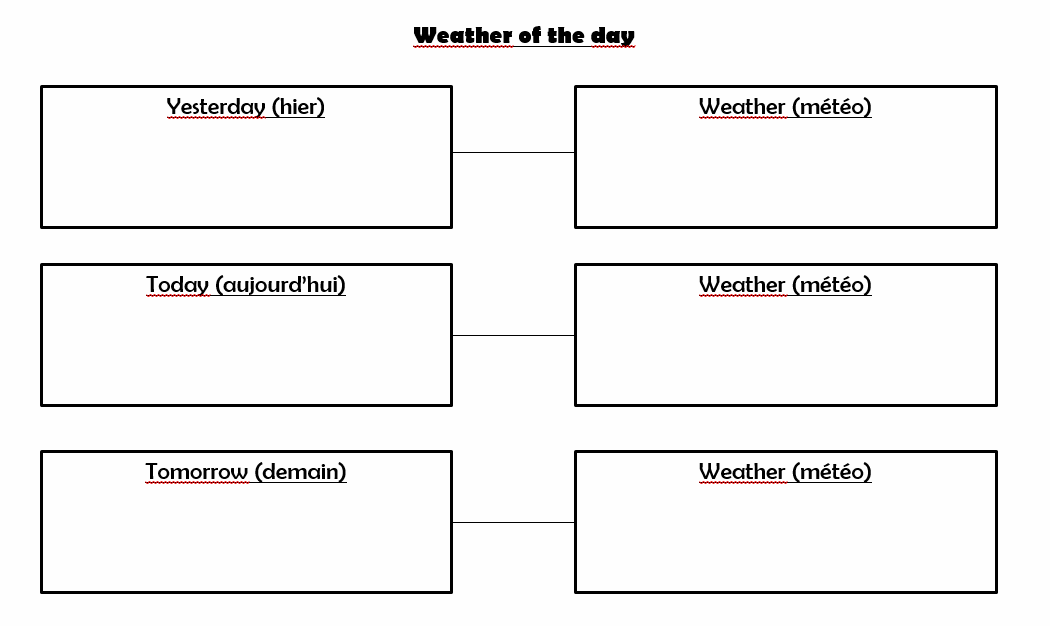 Weather of the day
Yesterday (hier)
Weather (météo)
Today (aujourd'hui)
Weather (météo)
Tomorrow (demain)
Weather (météo)